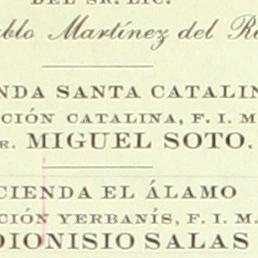 DEL SR. LIC.
blo Martínez del R
NDA SANTA CATALIN
CIÓN CATALINA, F. I. M
R. MIGUEL SOTO.
CIENDA EL ÁLAMO
CIÓN YERBANÍS, F. I. M.
DIONISIO SALAS